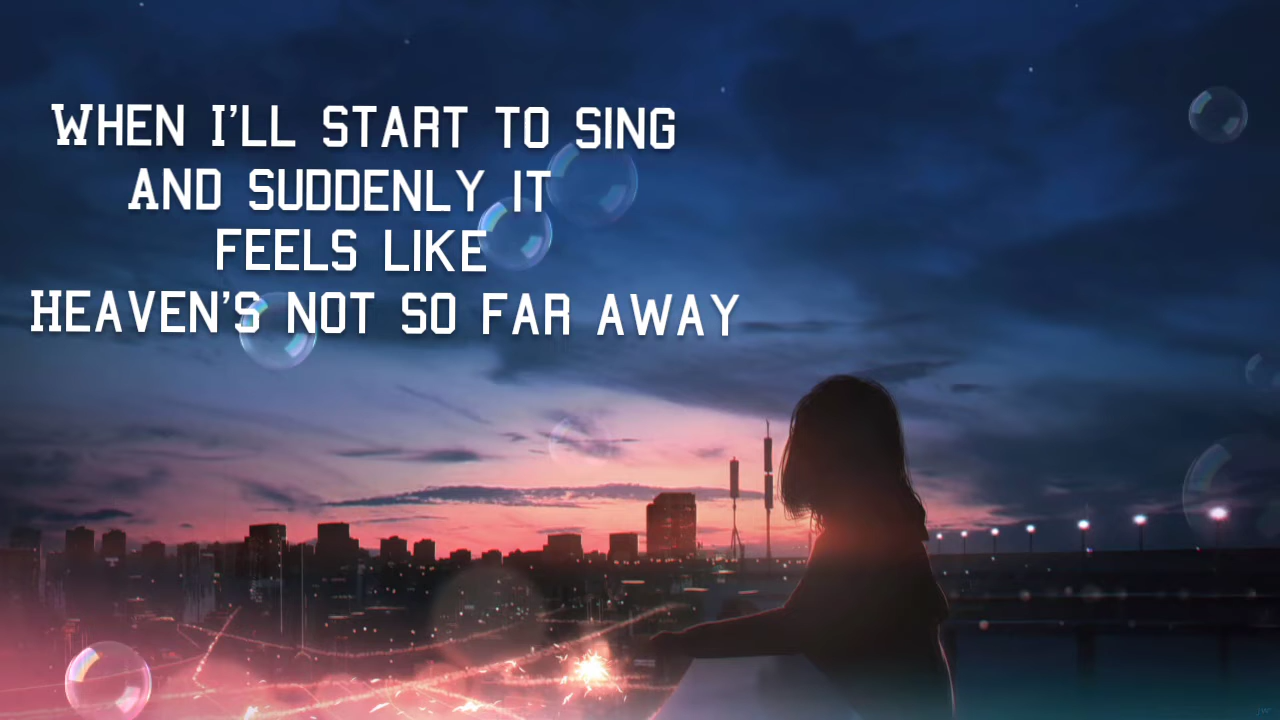 WHEN I'LL START TO SING
AND SUDDENLY IT
FEELS LIKE
HEAVEN'S NOT SO FAR AWAY